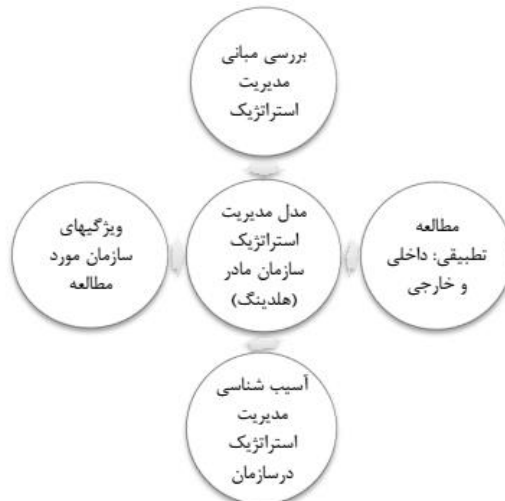 بررسی مبانی
مدیریت
استراتژیک
مطالعه
تطبیقی: داخلی
و خارجی
مدل مدیریت
استراتژیک
سازمان مادر
(هلدینگ)
ویژگیهای
سازمان مورد
مطالعه
آسیب شناسی
مدیریت
استراتژیک
درسازمان